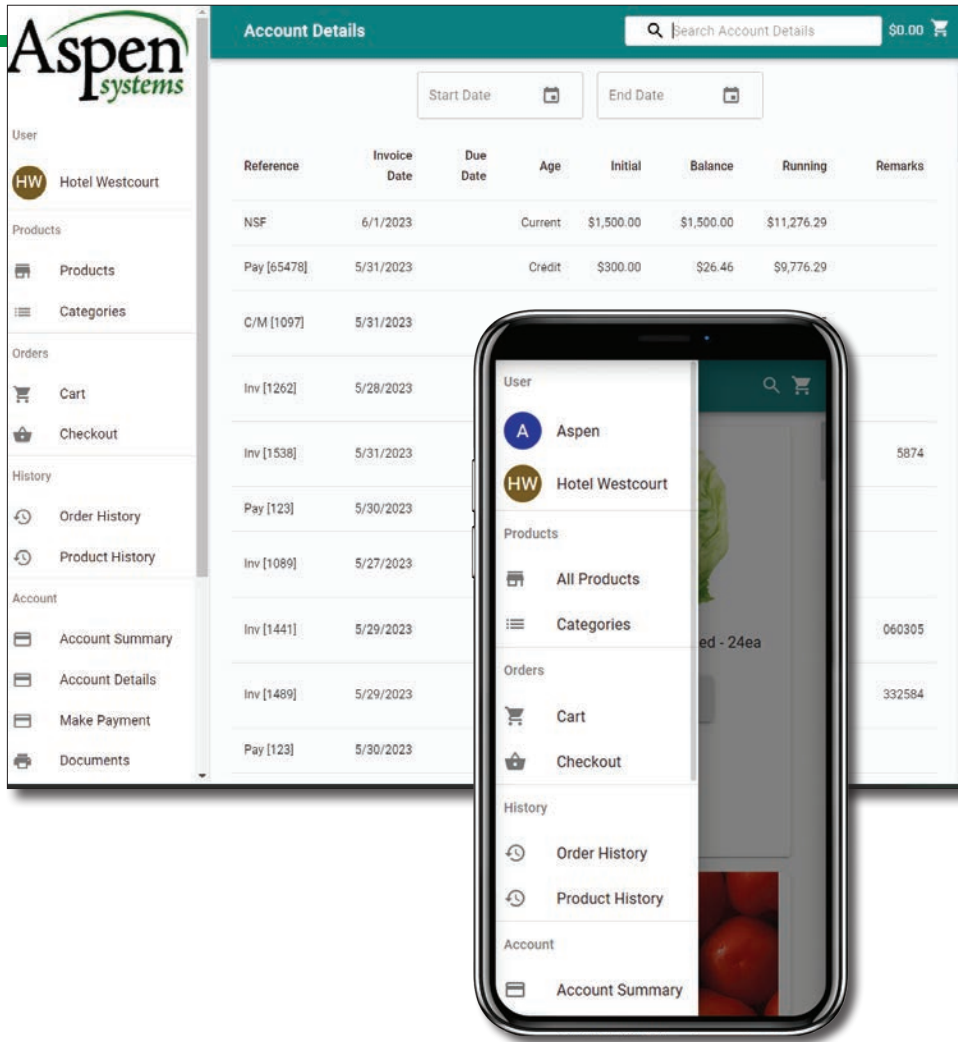 Aspen
systems
User
HW Hotel Westcourt
Products
Products
Categories
Orders
Cart
Checkout
History
Order History
Product History
Account
Account Summary
Account Details
Make Payment
Documents
Account Details
Search Account Details
$0.00
Start Date End Date
Reference Invoice Date Due Date Age Initial Balance Running Remarks
NSF 6/1/2023 Current $1,500.00 $1,500.00 $11,276.29
Pay [65478] 5/31/2023 Credit $300.00 $26.46 $9,776.29
C/M [1097] 5/31/2023
Inv [1262] 5/28/2023
Inv [1538] 5/31/2023 5874
Pay [123] 5/30/2023
Inv [1089] 5/27/2023
Inv [1441] 5/29/2023 060305
Inv [1489] 5/29/2023 332584
Pay [123] 5/30/2023
User
A Aspen
HW Hotel Westcourt
Products
All Products
Categories
Orders
Cart
Checkout
History
Order History
Product History
Account
Account Summary
ed - 24ea